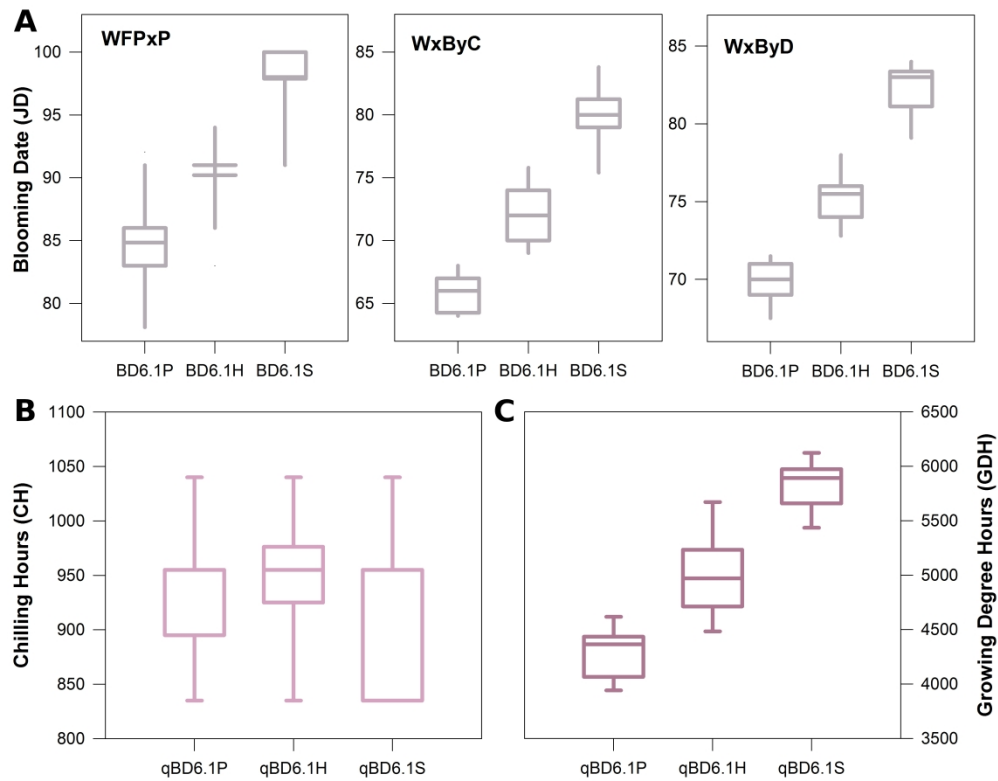 A
WFPxP
WxByC
WxByD
Blooming Date (JD)
100
95
90
85
80
85
80
75
70
65
85
80
75
70
BD6.1P BD6.1H BD6.1S
BD6.1P BD6.1H BD6.1S
BD6.1P BD6.1H BD6.1S
B
Chilling Hours (CH)
1100
1050
1000
950
900
850
800
qBD6.1P qBD6.1H qBD6.1S
C
6500
6000
5500
5000
4500
4000
3500
Growing Degree Hours (GDH)
qBD6.1P qBD6.1H qBD6.1S